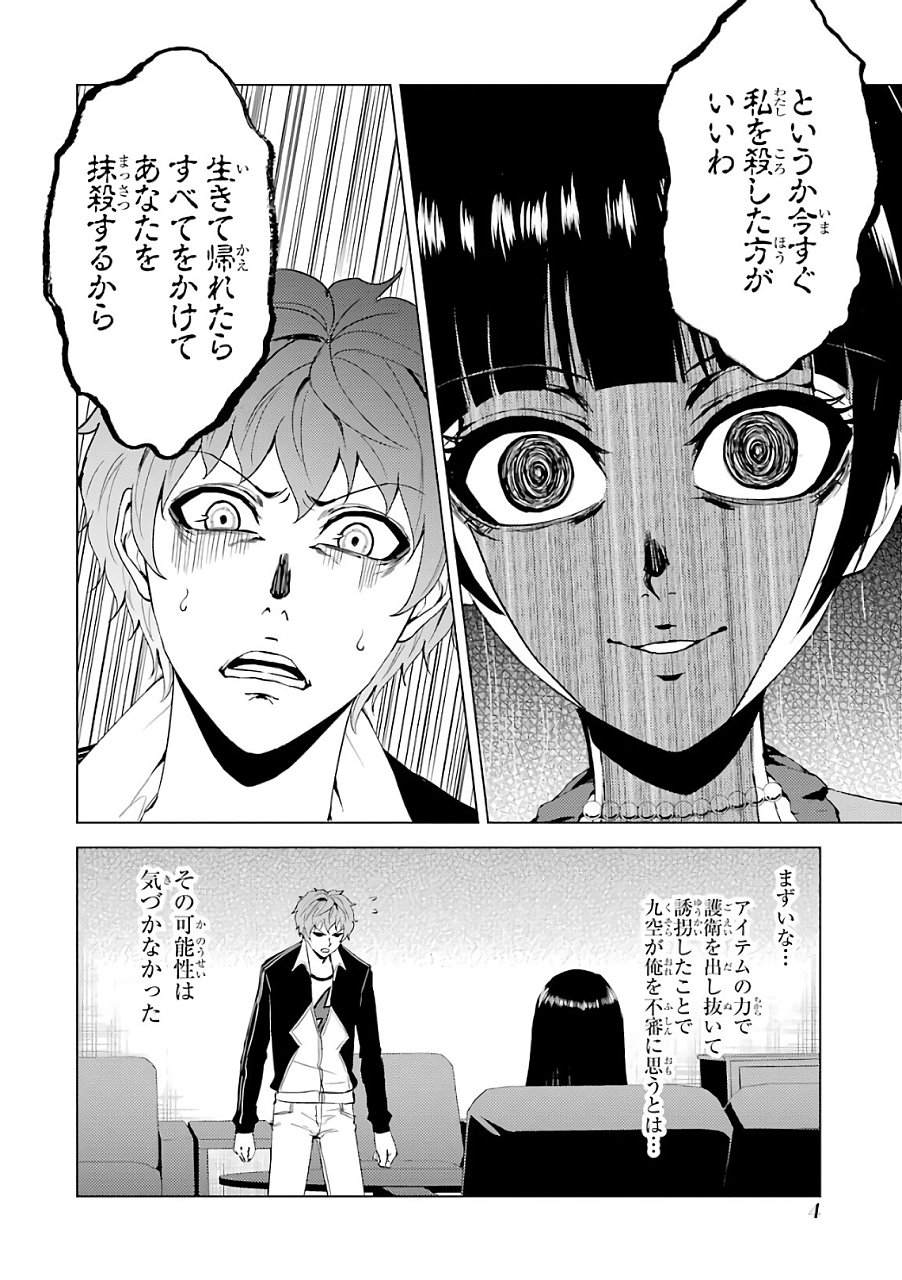 というか今すぐ
私を殺した方が
いいわ
生きて帰れたら
すべてをかけて
あなたを
抹殺するから
まずいな…
アイテムの力で
護衛を出し抜いて
誘拐したことで
九空が俺を不審に思うとは…
その可能性は
気づかなかった
4